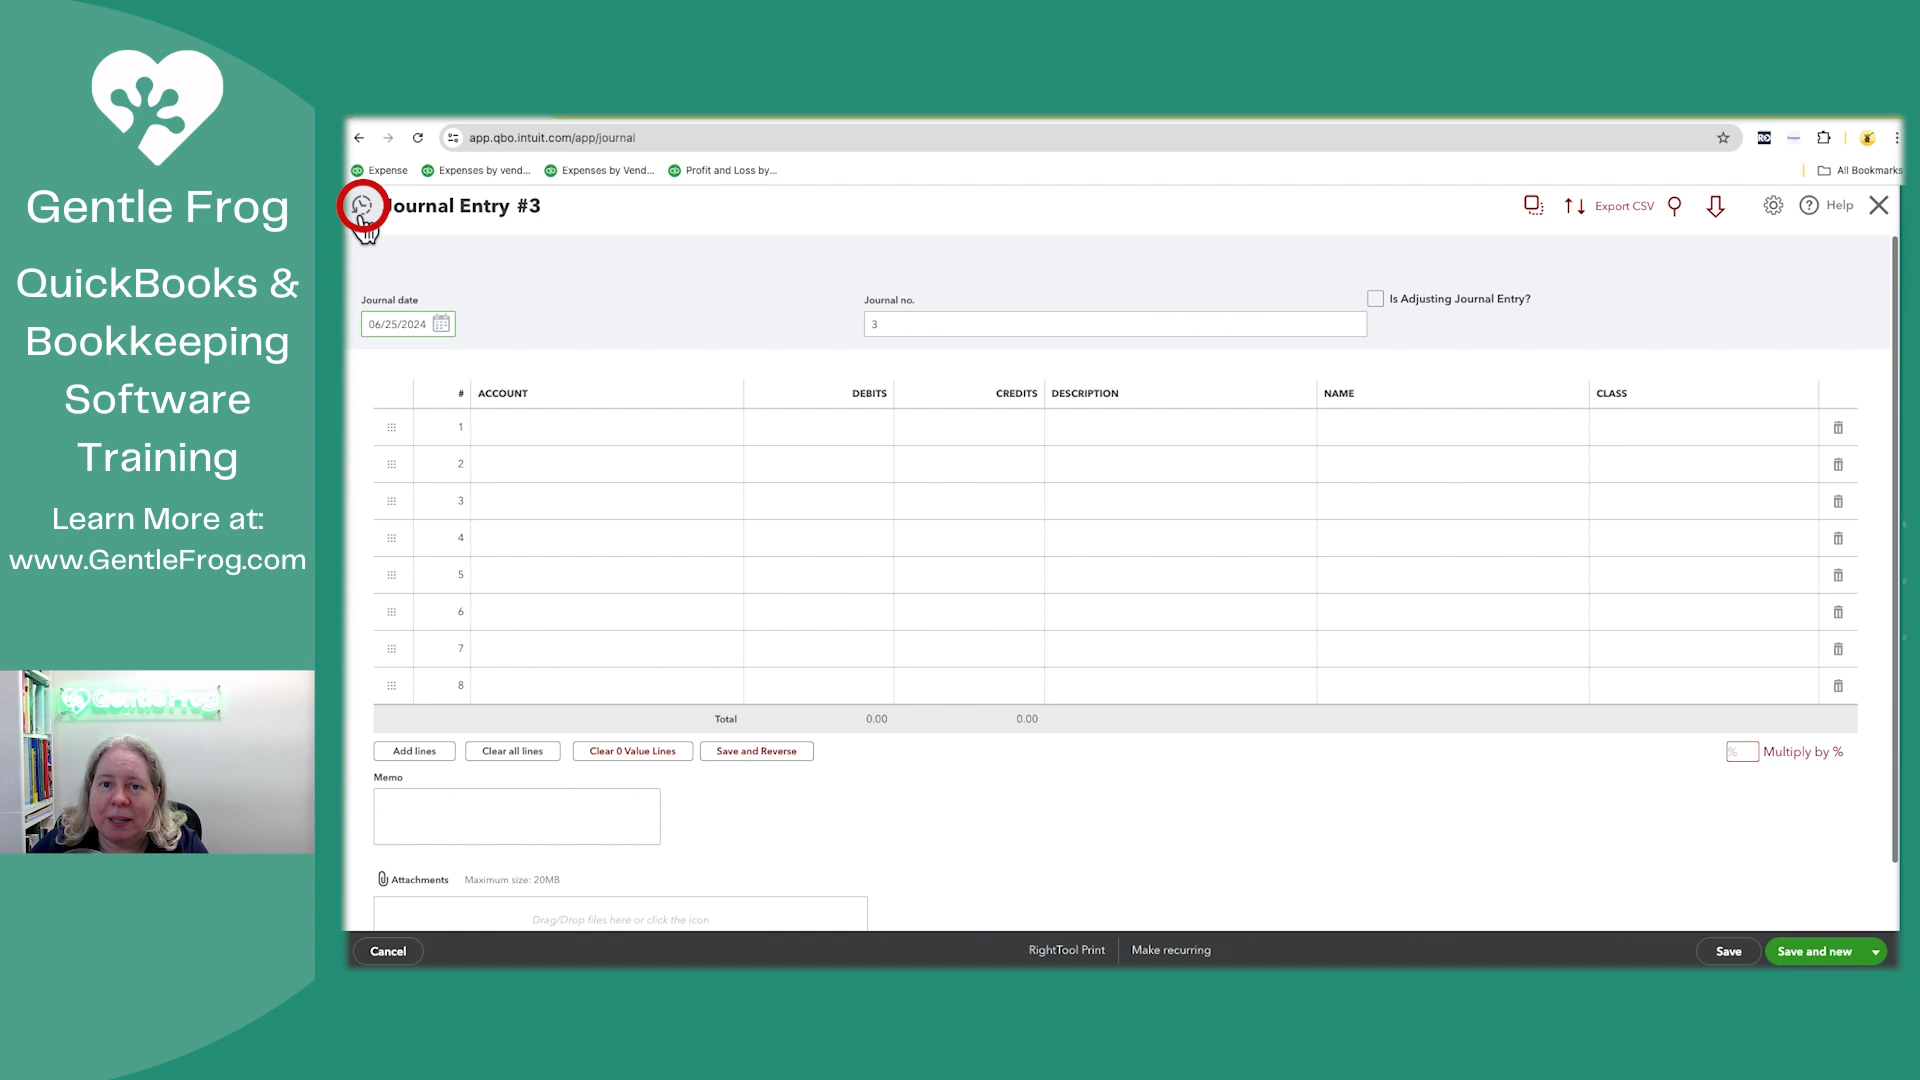 Gentle Frog
QuickBooks &
Bookkeeping
Software
Training
Learn More at:
www.GentleFrog.com
Gentle Frog
app.qbo.intuit.com/app/journal
Expense
Expenses by vend...
Expenses by Vend...
Profit and Loss by...
All Bookmarks
Journal Entry #3
Export CSV
Help
Journal date
06/25/2024
Journal no.
3
Is Adjusting Journal Entry?
# ACCOUNT DEBITS CREDITS DESCRIPTION NAME CLASS
1
2
3
4
5
6
7
8
Total 0.00 0.00
Add lines
Clear all lines
Clear 0 Value Lines
Save and Reverse
% Multiply by %
Memo
Attachments Maximum size: 20MB
Drag/Drop files here or click the icon
Cancel
RightTool Print
Make recurring
Save
Save and new